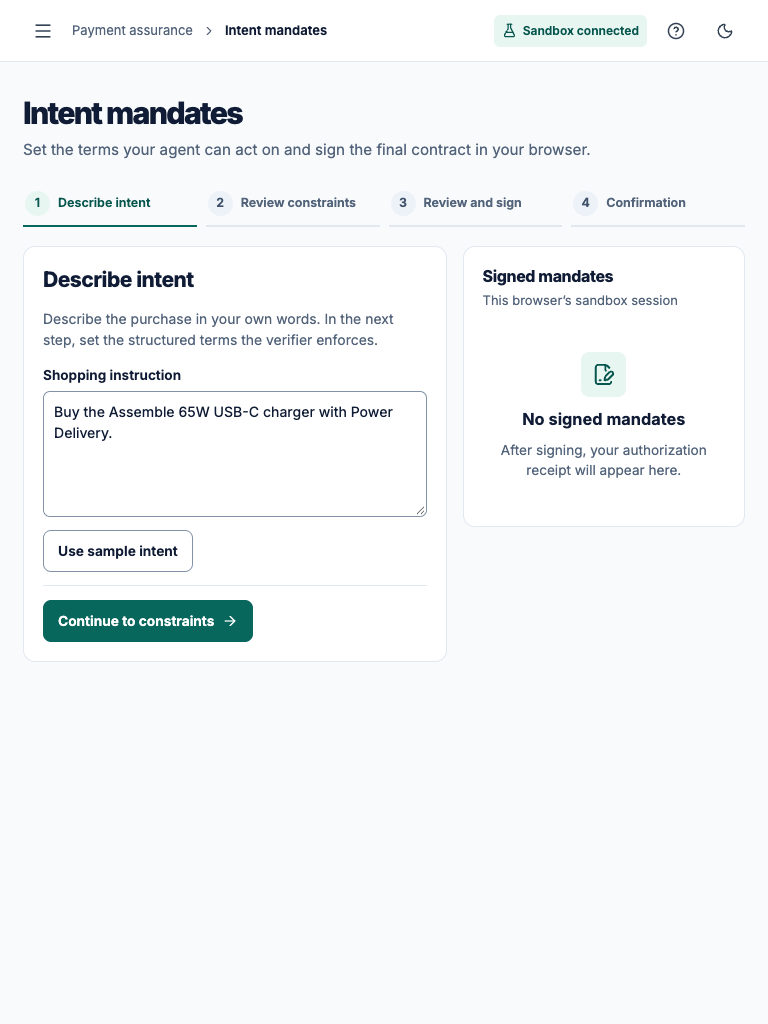 Payment assurance
Intent mandates
Sandbox connected
Intent mandates
Set the terms your agent can act on and sign the final contract in your browser.
1 Describe intent
2 Review constraints
3 Review and sign
4 Confirmation
Describe intent
Describe the purchase in your own words. In the next
step, set the structured terms the verifier enforces.
Shopping instruction
Buy the Assemble 65W USB-C charger with Power
Delivery.
Use sample intent
Continue to constraints
Signed mandates
This browser’s sandbox session
No signed mandates
After signing, your authorization
receipt will appear here.